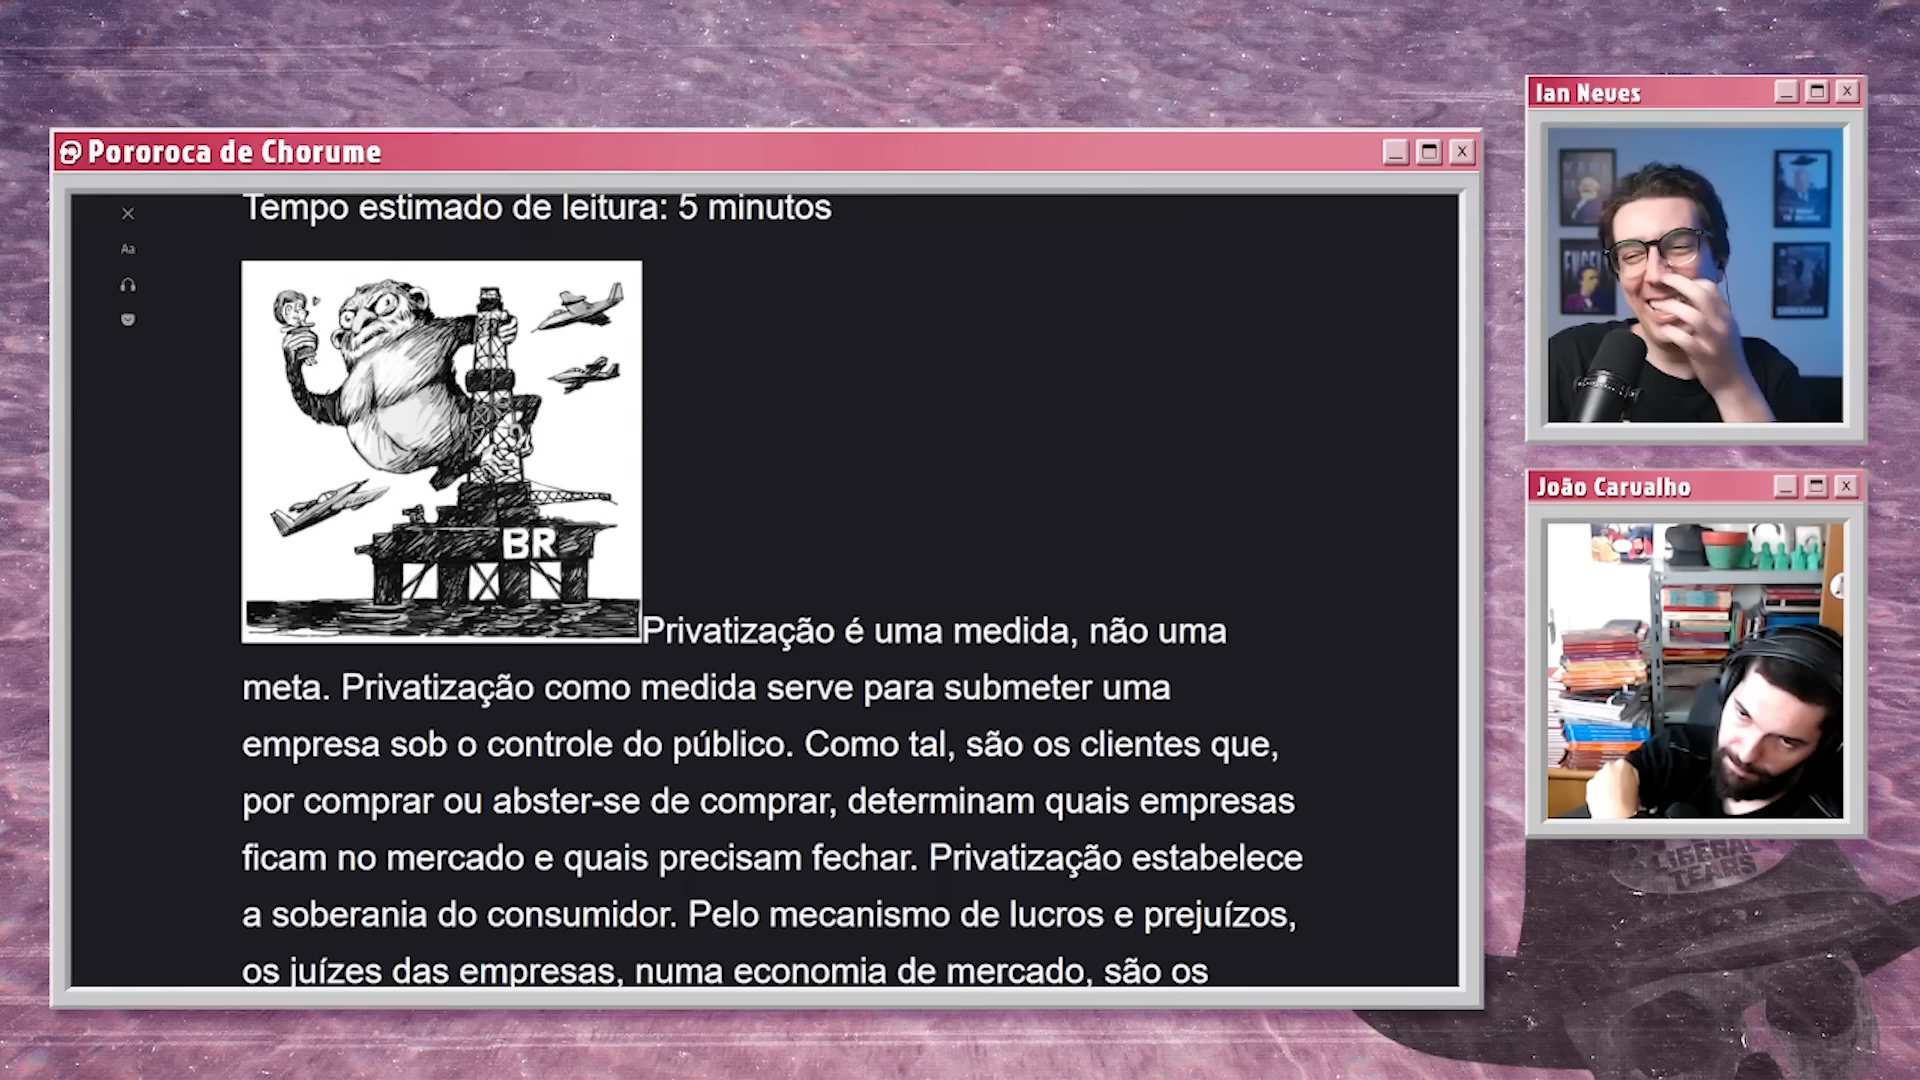 Pororoca de Chorume
Tempo estimado de leitura: 5 minutos
Aa
BR
Privatização é uma medida, não uma
meta. Privatização como medida serve para submeter uma
empresa sob o controle do público. Como tal, são os clientes que,
por comprar ou abster-se de comprar, determinam quais empresas
ficam no mercado e quais precisam fechar. Privatização estabelece
a soberania do consumidor. Pelo mecanismo de lucros e prejuízos,
os juízes das empresas, numa economia de mercado, são os
Ian Neves
João Carvalho
LIBERAL
TEARS